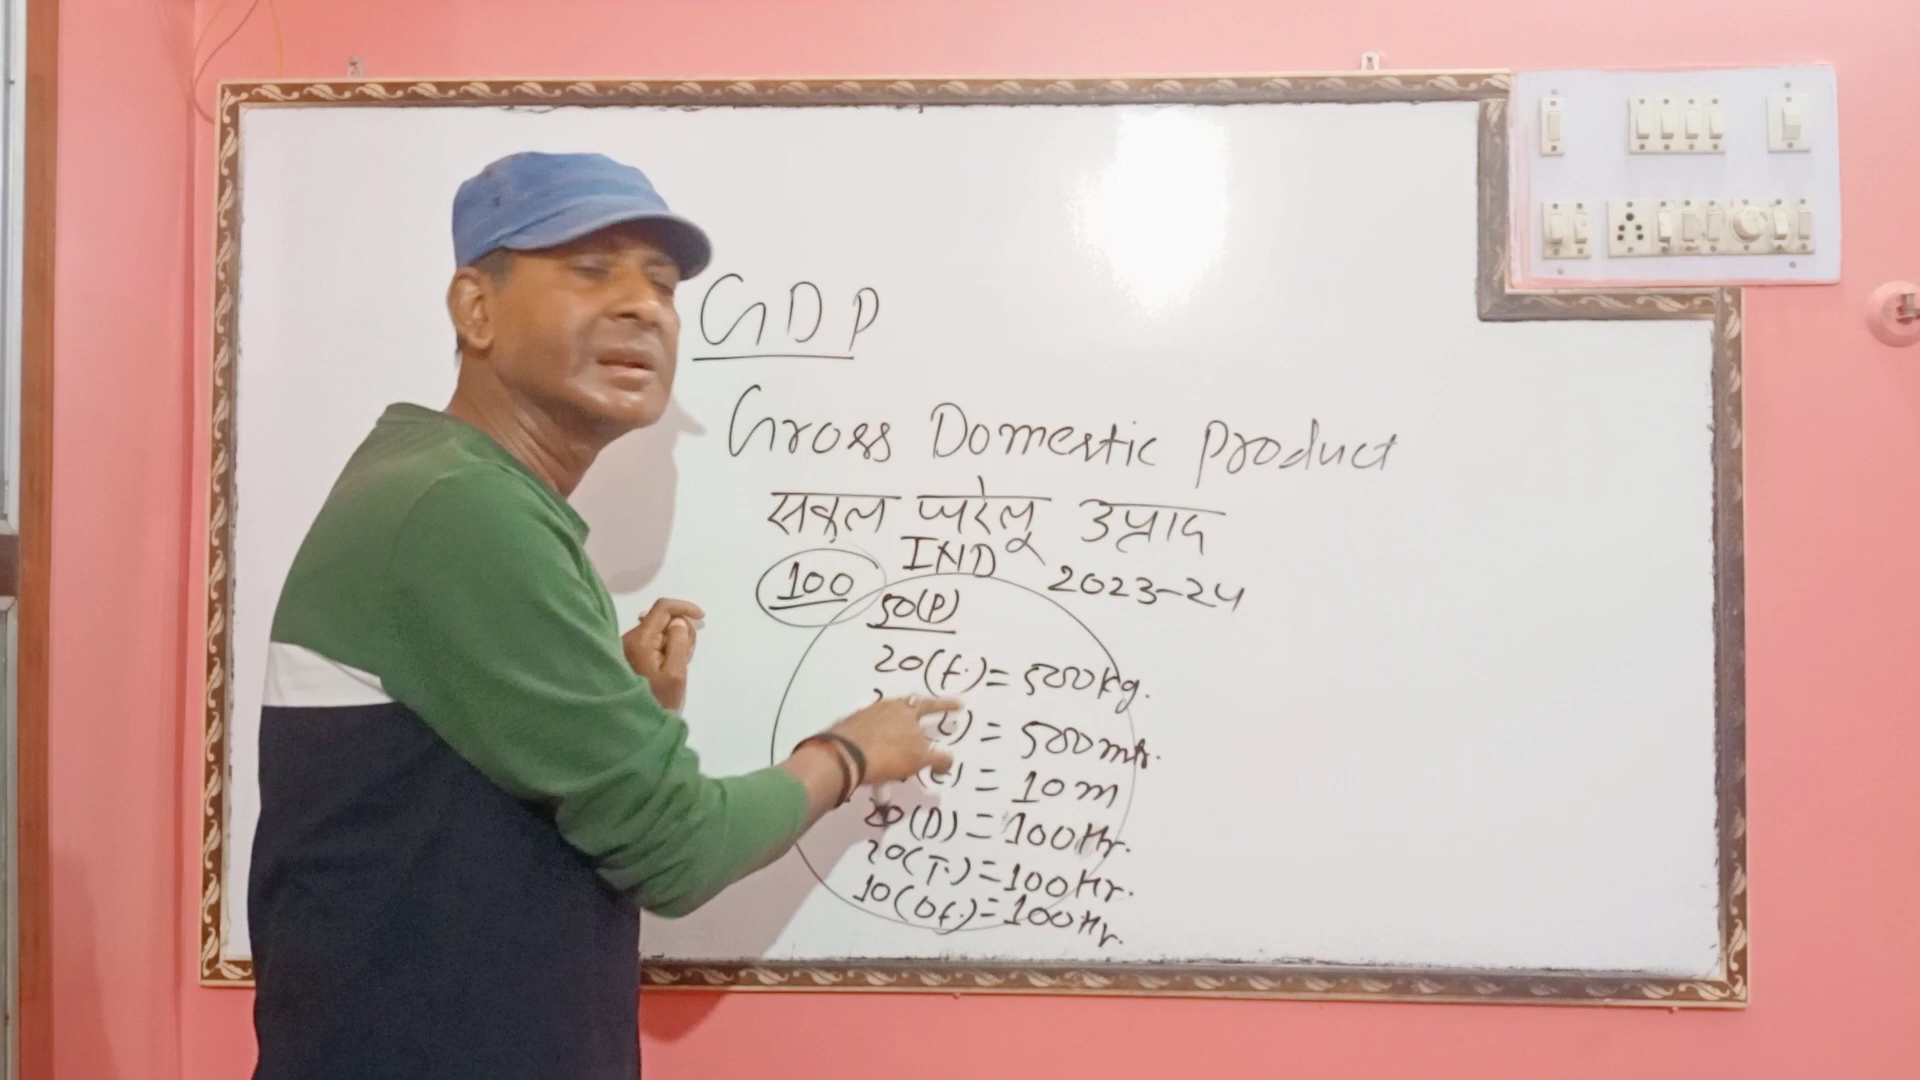 GDP
Gross Domestic Product
सकल घरेलू उत्पाद
IND
100
2023-24
50(P)
20(f.)= 500kg.
= 500mtr.
= 10m
20(D) = 100Hr.
20(T.)=100Hr.
10(Of.)=100Hr.